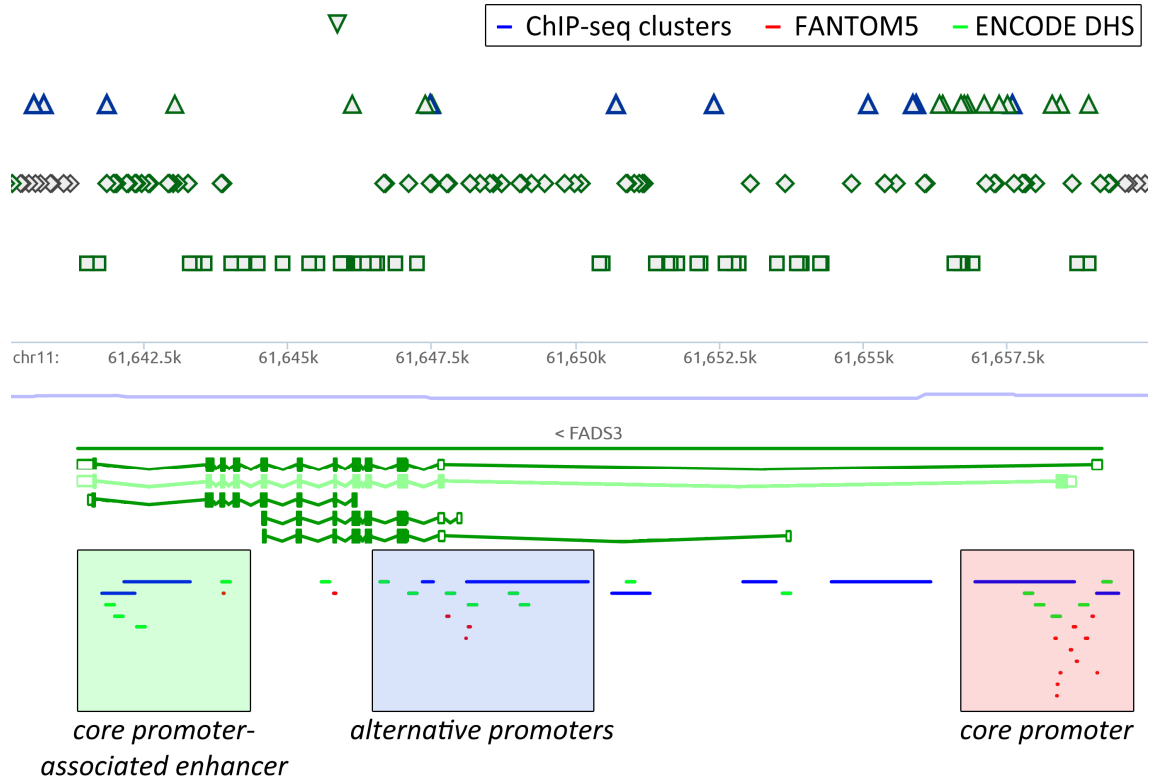 ChIP-seq clusters FANTOM5 ENCODE DHS
chr11: 61,642.5k 61,645k 61,647.5k 61,650k 61,652.5k 61,655k 61,657.5k
< FADS3
core promoter-
associated enhancer
alternative promoters
core promoter